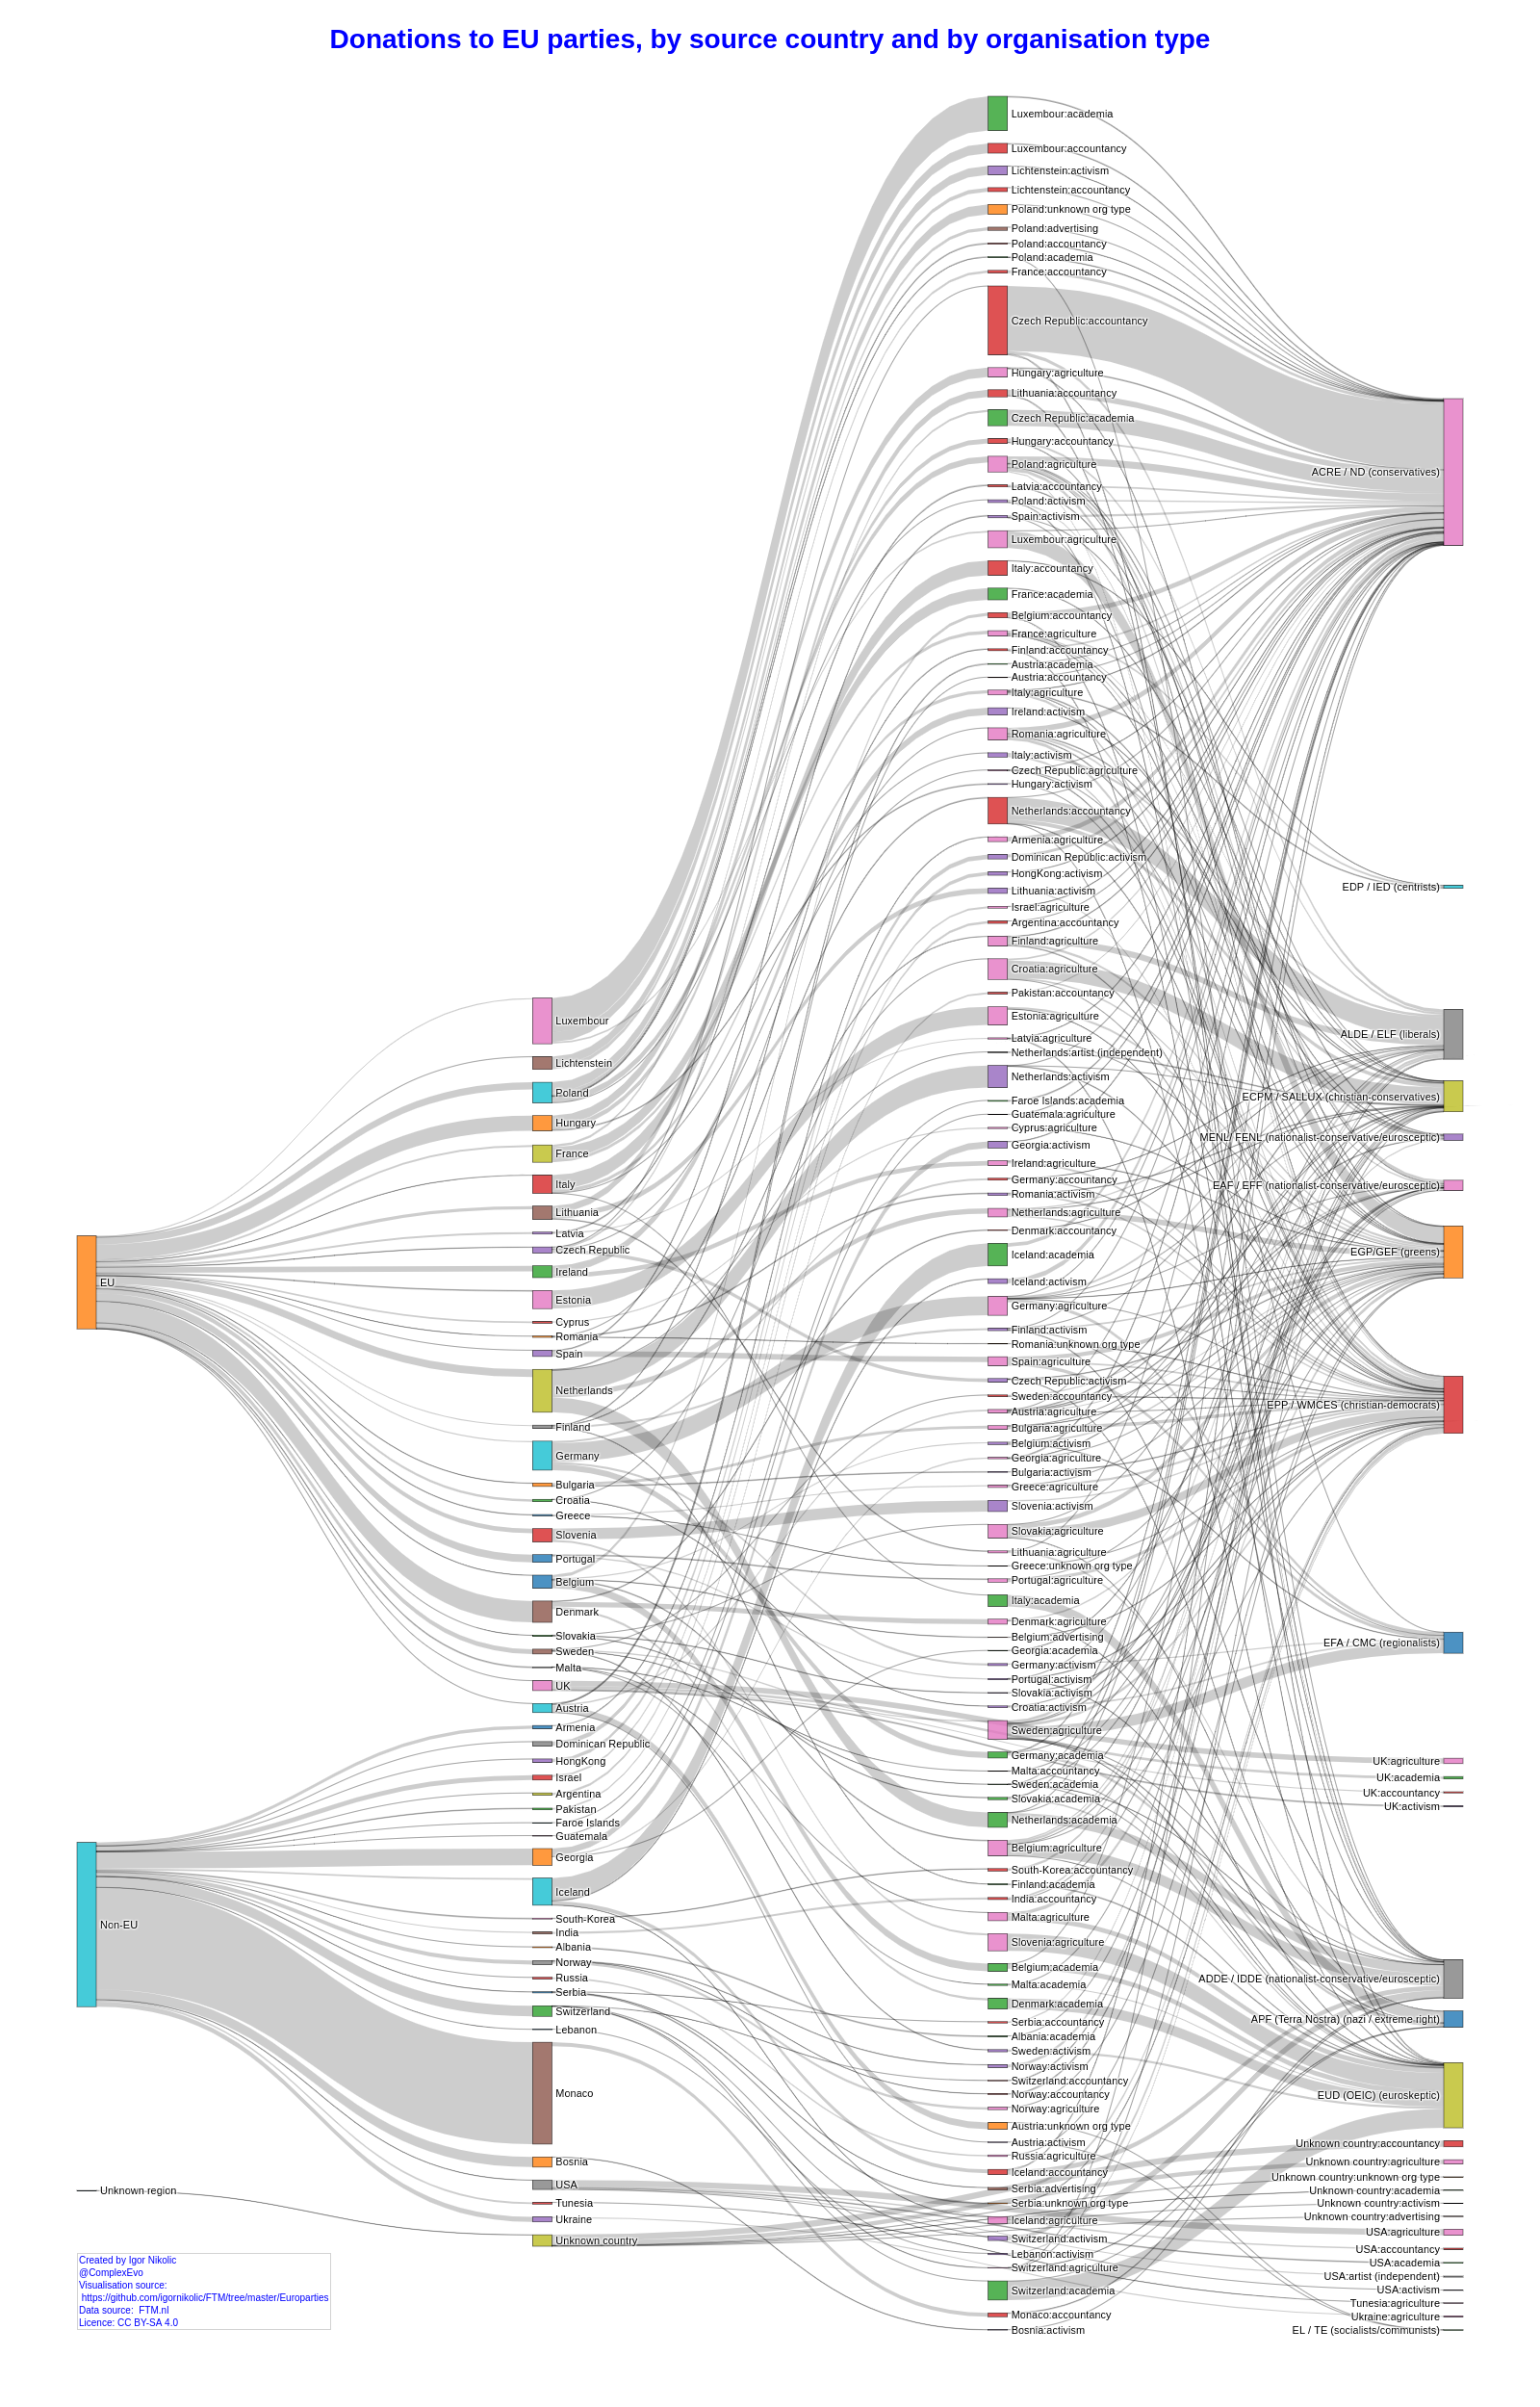 Donations to EU parties, by source country and by organisation type
EU
Non-EU
Unknown region
Luxembour
Lichtenstein
Poland
Hungary
France
Italy
Lithuania
Latvia
Czech Republic
Ireland
Estonia
Cyprus
Romania
Spain
Netherlands
Finland
Germany
Bulgaria
Croatia
Greece
Slovenia
Portugal
Belgium
Denmark
Slovakia
Sweden
Malta
UK
Austria
Armenia
Dominican Republic
HongKong
Israel
Argentina
Pakistan
Faroe Islands
Guatemala
Georgia
Iceland
South-Korea
India
Albania
Norway
Russia
Serbia
Switzerland
Lebanon
Monaco
Bosnia
USA
Tunesia
Ukraine
Unknown country
Luxembour:academia
Luxembour:accountancy
Lichtenstein:activism
Lichtenstein:accountancy
Poland:unknown org type
Poland:advertising
Poland:accountancy
Poland:academia
France:accountancy
Czech Republic:accountancy
Hungary:agriculture
Lithuania:accountancy
Czech Republic:academia
Hungary:accountancy
Poland:agriculture
Latvia:accountancy
Poland:activism
Spain:activism
Luxembour:agriculture
Italy:accountancy
France:academia
Belgium:accountancy
France:agriculture
Finland:accountancy
Austria:academia
Austria:accountancy
Italy:agriculture
Ireland:activism
Romania:agriculture
Italy:activism
Czech Republic:agriculture
Hungary:activism
Netherlands:accountancy
Armenia:agriculture
Dominican Republic:activism
HongKong:activism
Lithuania:activism
Israel:agriculture
Argentina:accountancy
Finland:agriculture
Croatia:agriculture
Pakistan:accountancy
Estonia:agriculture
Latvia:agriculture
Netherlands:artist (independent)
Netherlands:activism
Faroe Islands:academia
Guatemala:agriculture
Cyprus:agriculture
Georgia:activism
Ireland:agriculture
Germany:accountancy
Romania:activism
Netherlands:agriculture
Denmark:accountancy
Iceland:academia
Iceland:activism
Germany:agriculture
Finland:activism
Romania:unknown org type
Spain:agriculture
Czech Republic:activism
Sweden:accountancy
Austria:agriculture
Bulgaria:agriculture
Belgium:activism
Georgia:agriculture
Bulgaria:activism
Greece:agriculture
Slovenia:activism
Slovakia:agriculture
Lithuania:agriculture
Greece:unknown org type
Portugal:agriculture
Italy:academia
Denmark:agriculture
Belgium:advertising
Georgia:academia
Germany:activism
Portugal:activism
Slovakia:activism
Croatia:activism
Sweden:agriculture
Germany:academia
Malta:accountancy
Sweden:academia
Slovakia:academia
Netherlands:academia
Belgium:agriculture
South-Korea:accountancy
Finland:academia
India:accountancy
Malta:agriculture
Slovenia:agriculture
Belgium:academia
Malta:academia
Denmark:academia
Serbia:accountancy
Albania:academia
Sweden:activism
Norway:activism
Switzerland:accountancy
Norway:accountancy
Norway:agriculture
Austria:unknown org type
Austria:activism
Russia:agriculture
Iceland:accountancy
Serbia:advertising
Serbia:unknown org type
Iceland:agriculture
Switzerland:activism
Lebanon:activism
Switzerland:agriculture
Switzerland:academia
Monaco:accountancy
Bosnia:activism
ACRE / ND (conservatives)
EDP / IED (centrists)
ALDE / ELF (liberals)
ECPM / SALLUX (christian-conservatives)
MENL/ FENL (nationalist-conservative/eurosceptic)
EAF / EFF (nationalist-conservative/eurosceptic)
EGP/GEF (greens)
EPP / WMCES (christian-democrats)
EFA / CMC (regionalists)
UK:agriculture
UK:academia
UK:accountancy
UK:activism
ADDE / IDDE (nationalist-conservative/eurosceptic)
APF (Terra Nostra) (nazi / extreme right)
EUD (OEIC) (euroskeptic)
Unknown country:accountancy
Unknown country:agriculture
Unknown country:unknown org type
Unknown country:academia
Unknown country:activism
Unknown country:advertising
USA:agriculture
USA:accountancy
USA:academia
USA:artist (independent)
USA:activism
Tunesia:agriculture
Ukraine:agriculture
EL / TE (socialists/communists)
Created by Igor Nikolic
@ComplexEvo
Visualisation source:
https://github.com/igornikolic/FTM/tree/master/Europarties
Data source: FTM.nl
Licence: CC BY-SA 4.0